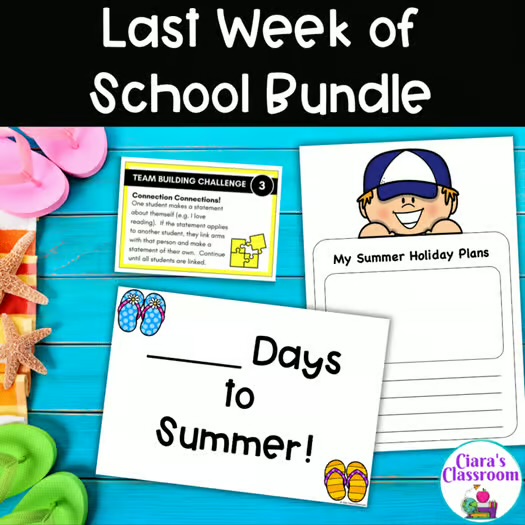 Last Week of
School Bundle
TEAM BUILDING CHALLENGE 3
Connection Connections!
One student makes a statement
about themself (e.g. I love
reading). If the statement applies
to another student, they link arms
with that person and make a
statement of their own. Continue
until all students are linked.
My Summer Holiday Plans
_____ Days
to
Summer!
Ciara's
Classroom